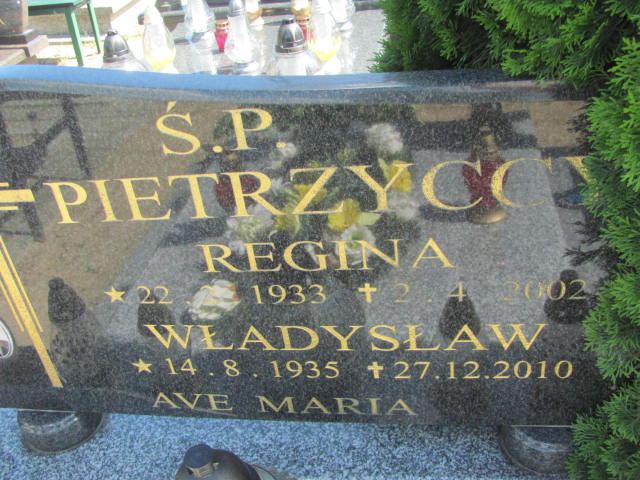 Ś.P.
PIETRZYCCY
REGINA
22. 1933 ✝ 2.4.2002
WŁADYSŁAW
★ 14.8.1935 ✝ 27.12.2010
AVE MARIA